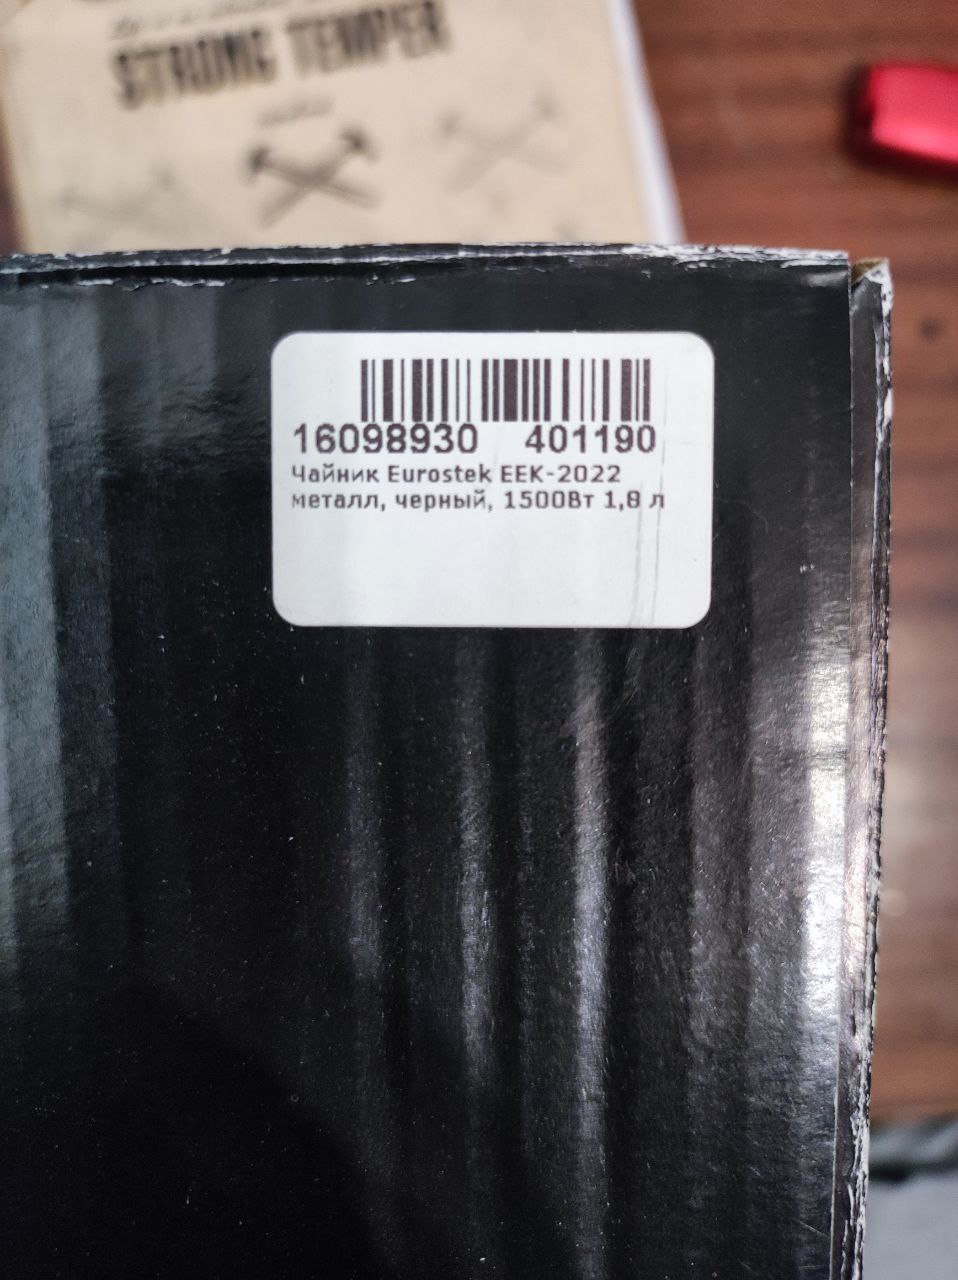 STRONG TEMPER
16098930 401190
Чайник Eurostek EEK-2022
металл, черный, 1500Вт 1,8 л